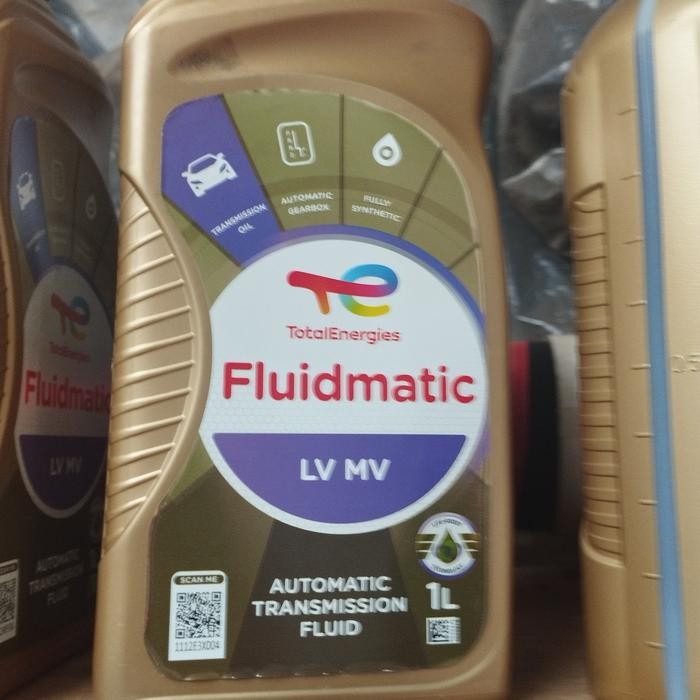 TRANSMISSION
OIL
AUTOMATIC
GEARBOX
FULLY
SYNTHETIC
TotalEnergies
Fluidmatic
LV MV
AUTOMATIC
TRANSMISSION
FLUID
1L
SCAN ME
1112E3X004
Fluidmatic
LV MV
AUTOMATIC
TRANSMISSION
FLUID